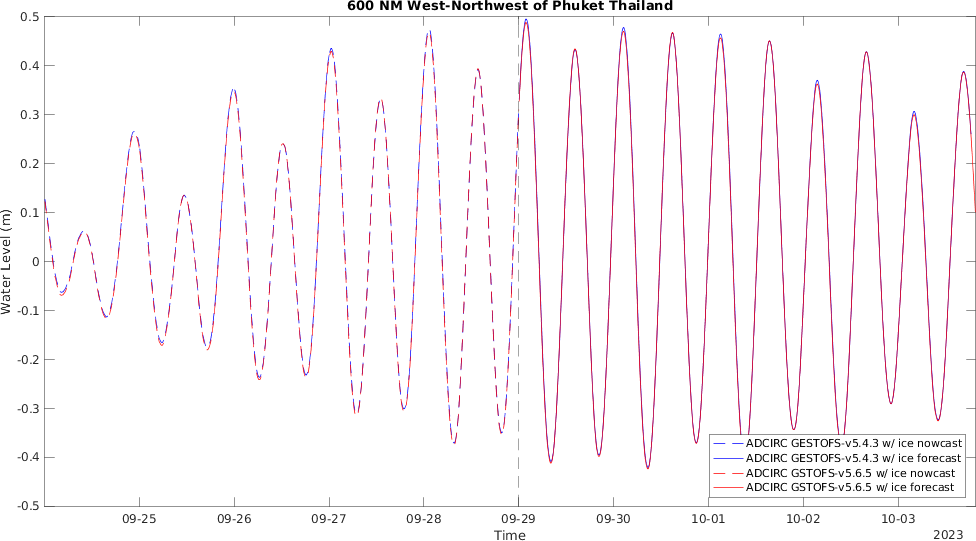 600 NM West-Northwest of Phuket Thailand
0.5
0.4
0.3
0.2
0.1
0
-0.1
-0.2
-0.3
-0.4
-0.5
Water Level (m)
ADCIRC GESTOFS-v5.4.3 w/ ice nowcast
ADCIRC GESTOFS-v5.4.3 w/ ice forecast
ADCIRC GSTOFS-v5.6.5 w/ ice nowcast
ADCIRC GSTOFS-v5.6.5 w/ ice forecast
09-25 09-26 09-27 09-28 09-29 09-30 10-01 10-02 10-03
Time
2023